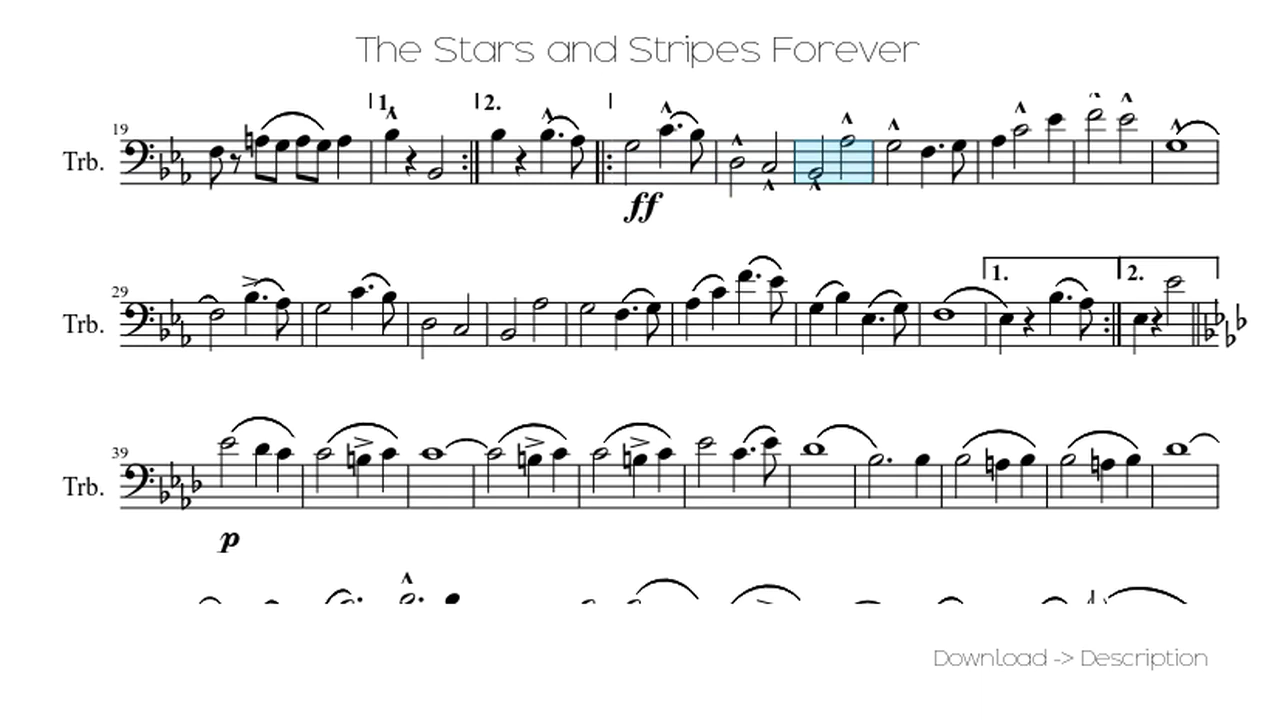 The Stars and Stripes Forever
19
1.
2.
Trb.
ff
29
1.
2.
Trb.
39
Trb.
p
Download -> Description